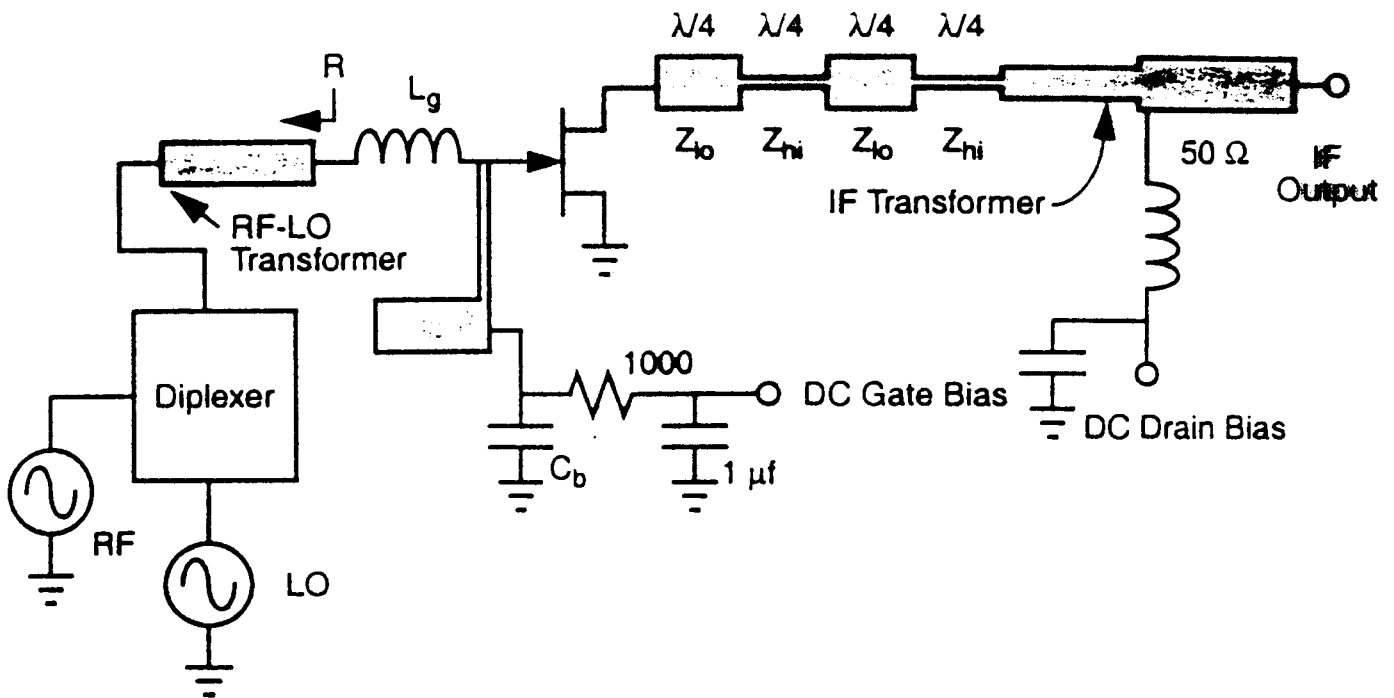 λ/4 λ/4 λ/4 λ/4
R
L_g
Z_lo Z_hi Z_lo Z_hi
50 Ω
IF
Output
IF Transformer
RF-LO
Transformer
Diplexer
1000
DC Gate Bias
DC Drain Bias
C_b
1 μf
RF
LO